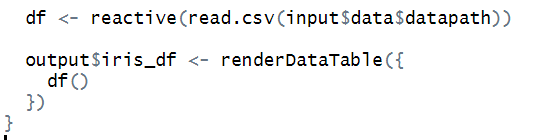 df <- reactive(read.csv(input$data$datapath))
output$iris_df <- renderDataTable({
df()
})
}